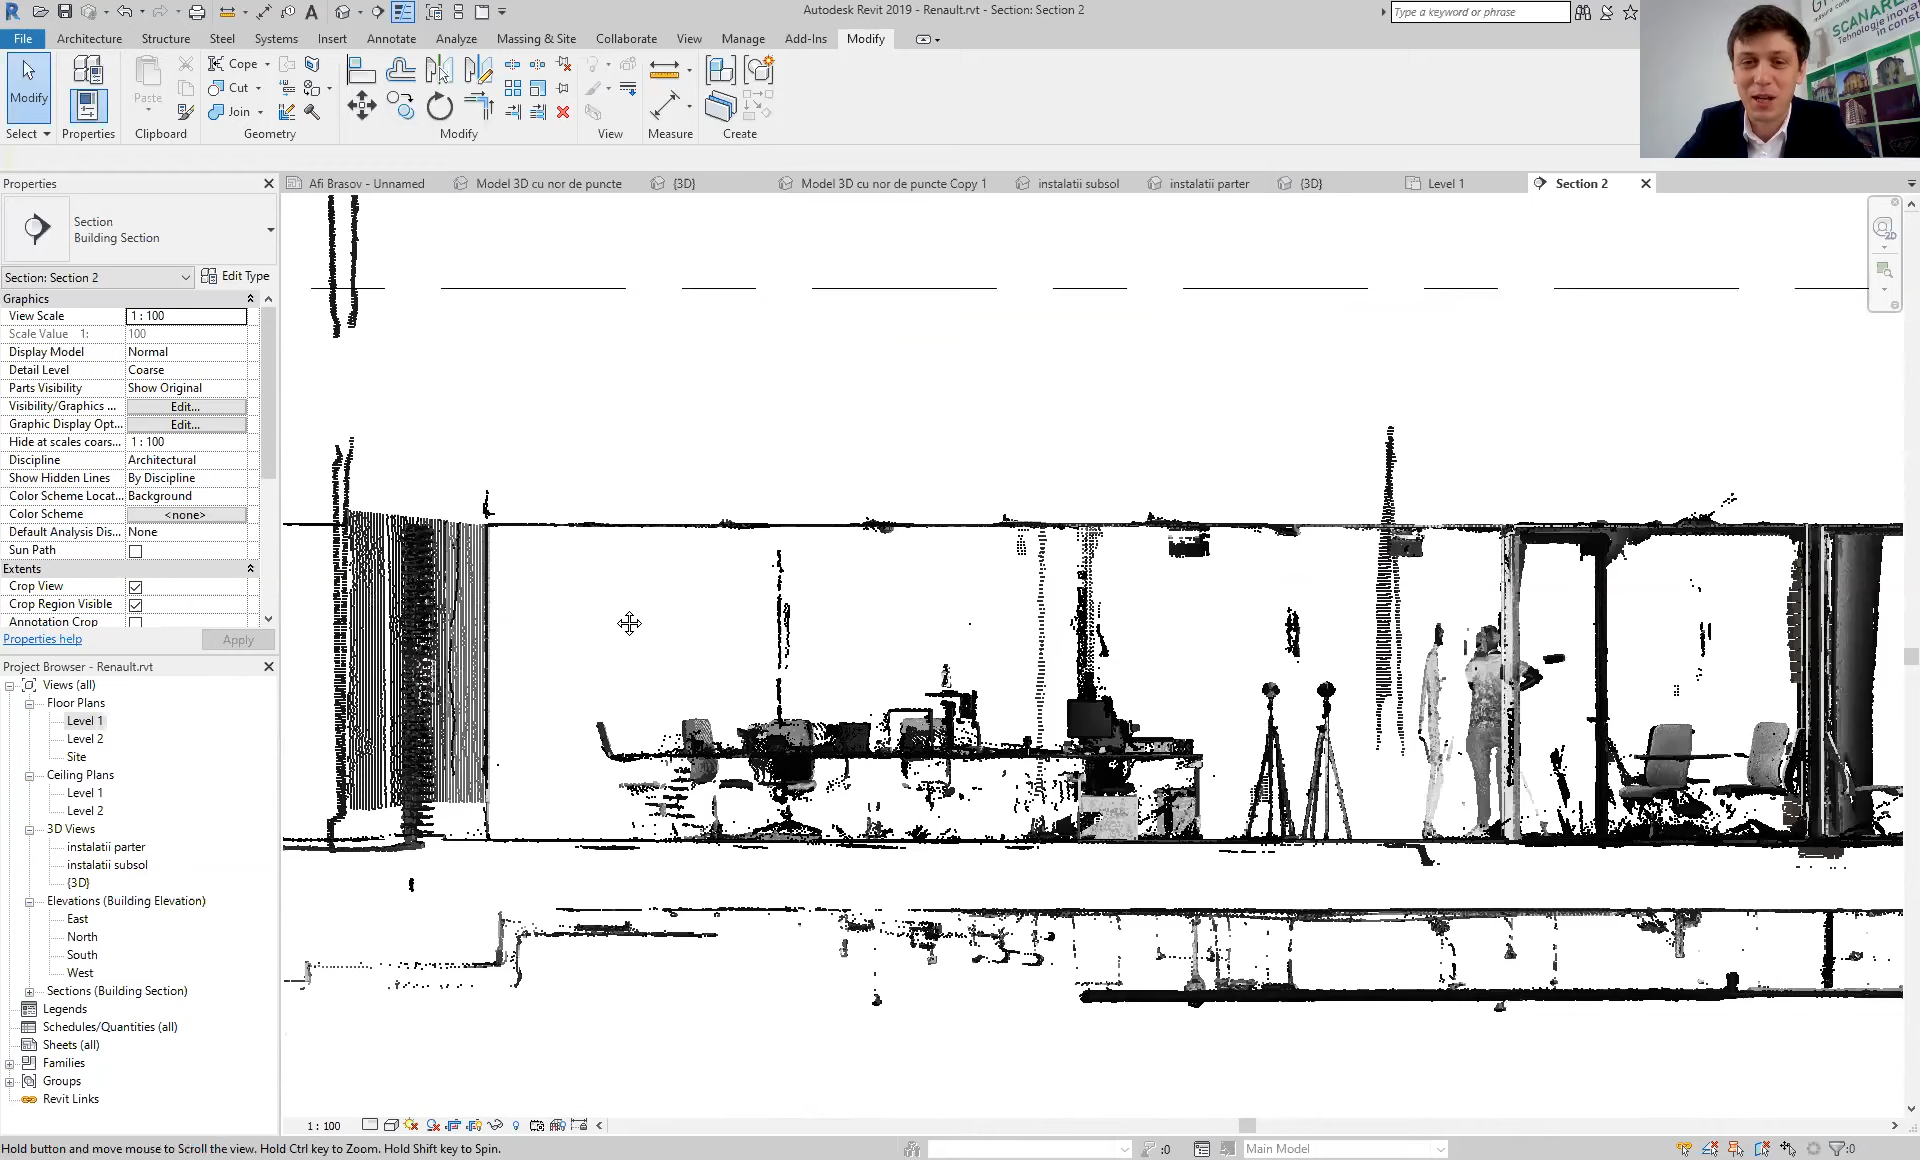 Autodesk Revit 2019 - Renault.rvt - Section: Section 2
Type a keyword or phrase
File Architecture Structure Steel Systems Insert Annotate Analyze Massing & Site Collaborate View Manage Add-Ins Modify
Modify
Paste
Cope
Cut
Join
Select Properties Clipboard Geometry Modify View Measure Create
SCANARE
Tehnologie inova
in const
Properties
Afi Brasov - Unnamed Model 3D cu nor de puncte {3D} Model 3D cu nor de puncte Copy 1 instalatii subsol instalatii parter {3D} Level 1 Section 2
2D
Section
Building Section
Section: Section 2 Edit Type
Graphics
View Scale 1 : 100
Scale Value 1: 100
Display Model Normal
Detail Level Coarse
Parts Visibility Show Original
Visibility/Graphics ... Edit...
Graphic Display Opt... Edit...
Hide at scales coars... 1 : 100
Discipline Architectural
Show Hidden Lines By Discipline
Color Scheme Locat... Background
Color Scheme <none>
Default Analysis Dis... None
Sun Path
Extents
Crop View
Crop Region Visible
Annotation Crop
Properties help Apply
Project Browser - Renault.rvt
Views (all)
Floor Plans
Level 1
Level 2
Site
Ceiling Plans
Level 1
Level 2
3D Views
instalatii parter
instalatii subsol
{3D}
Elevations (Building Elevation)
East
North
South
West
Sections (Building Section)
Legends
Schedules/Quantities (all)
Sheets (all)
Families
Groups
Revit Links
1 : 100
Hold button and move mouse to Scroll the view. Hold Ctrl key to Zoom. Hold Shift key to Spin.
:0 Main Model :0